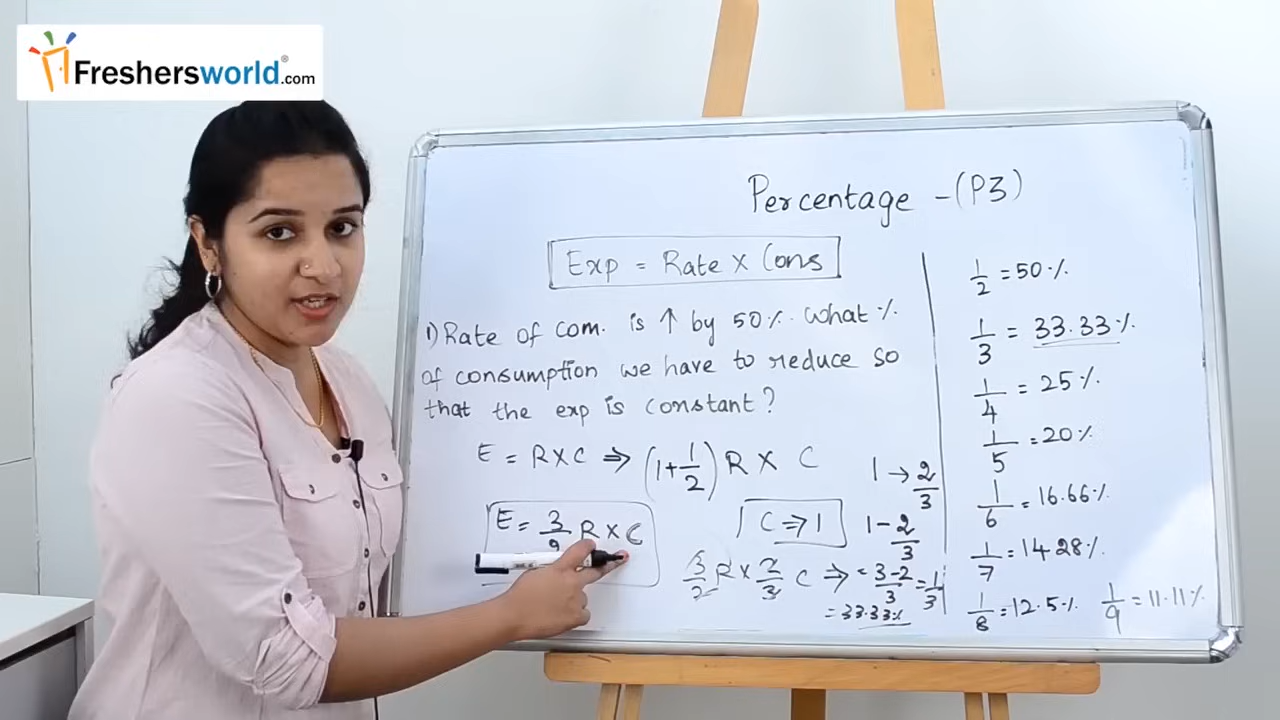 Freshersworld.com
Percentage - (P3)
Exp = Rate × Cons
1) Rate of com. is ↑ by 50%. What %.
of consumption we have to reduce so
that the exp is constant?
E = R×C ⇒ (1+1/2) R × C
E = 3/2 R × C
C ⇒ 1
3/2 R × 2/3 C ⇒
1 → 2/3
1 - 2/3
= 3-2/3 = 1/3
= 33.33%
1/2 = 50%
1/3 = 33.33%
1/4 = 25%
1/5 = 20%
1/6 = 16.66%
1/7 = 14.28%
1/8 = 12.5%
1/9 = 11.11%